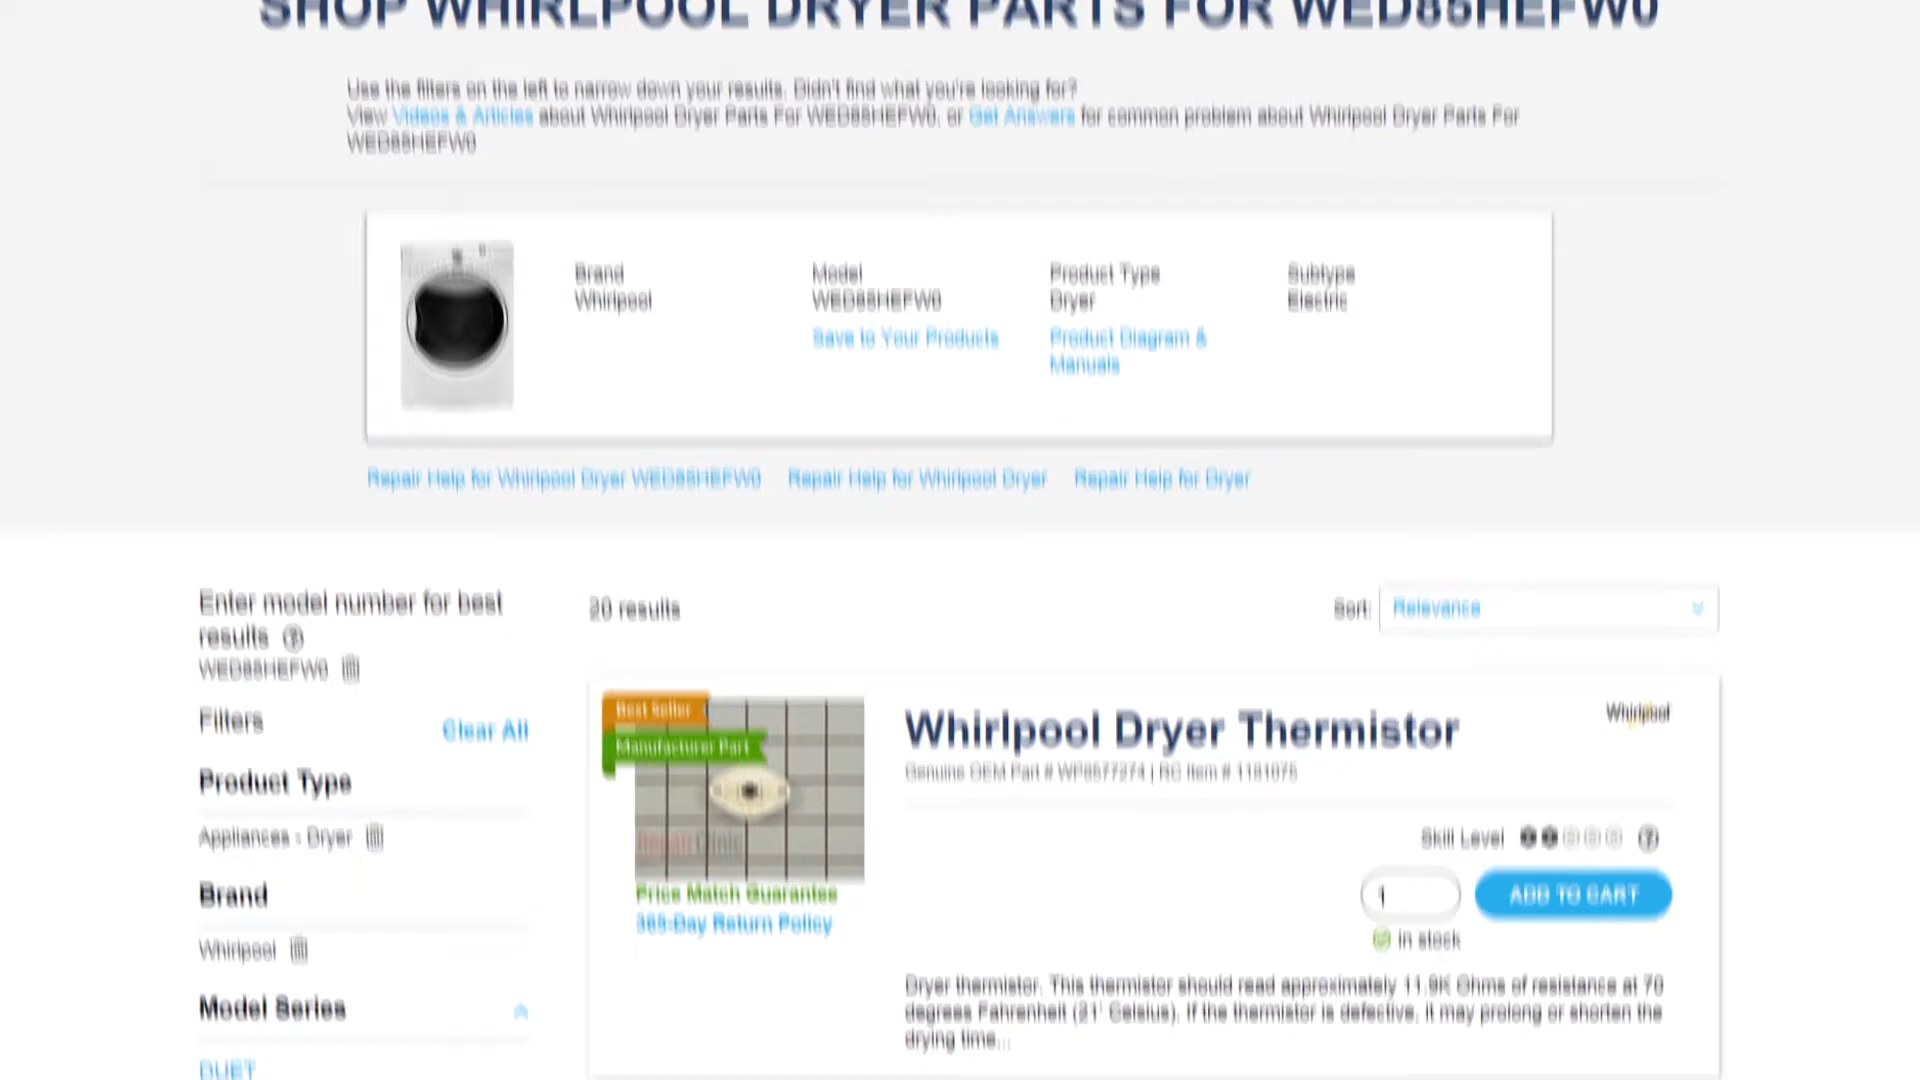 SHOP WHIRLPOOL DRYER PARTS FOR WED85HEFW0
Use the filters on the left to narrow down your results. Didn't find what you're looking for?
View Videos & Articles about Whirlpool Dryer Parts For WED85HEFW0, or Get Answers for common problem about Whirlpool Dryer Parts For
WED85HEFW0
Brand
Whirlpool
Model
WED85HEFW0
Save to Your Products
Product Type
Dryer
Product Diagram &
Manuals
Subtype
Electric
Repair Help for Whirlpool Dryer WED85HEFW0 Repair Help for Whirlpool Dryer Repair Help for Dryer
Enter model number for best
results ?
WED85HEFW0
Filters
Clear All
Product Type
Appliances - Dryer
Brand
Whirlpool
Model Series
DUET
20 results
Sort: Relevance
Best Seller
Manufacturer Part
Repair Clinic
Price Match Guarantee
365-Day Return Policy
Whirlpool Dryer Thermistor
Whirlpool
Genuine OEM Part # WP8577274 | RC Item # 1181075
Skill Level ?
1
ADD TO CART
In stock
Dryer thermistor. This thermistor should read approximately 11.9K Ohms of resistance at 70
degrees Fahrenheit (21° Celsius). If the thermistor is defective, it may prolong or shorten the
drying time...